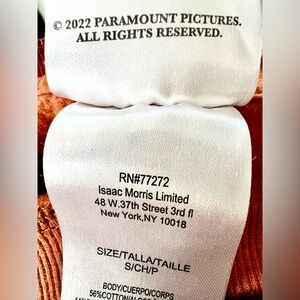 © 2022 PARAMOUNT PICTURES.
ALL RIGHTS RESERVED.
RN#77272
Isaac Morris Limited
48 W.37th Street 3rd fl
New York,NY 10018
SIZE/TALLA/TAILLE
S/CH/P
BODY/CUERPO/CORPS